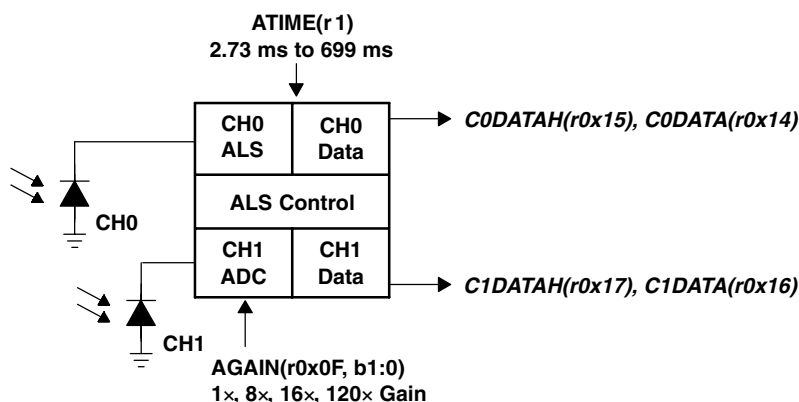 ATIME(r 1)
2.73 ms to 699 ms
CH0
ALS
CH0
Data
C0DATAH(r0x15), C0DATA(r0x14)
ALS Control
CH0
CH1
ADC
CH1
Data
C1DATAH(r0x17), C1DATA(r0x16)
CH1
AGAIN(r0x0F, b1:0)
1×, 8×, 16×, 120× Gain